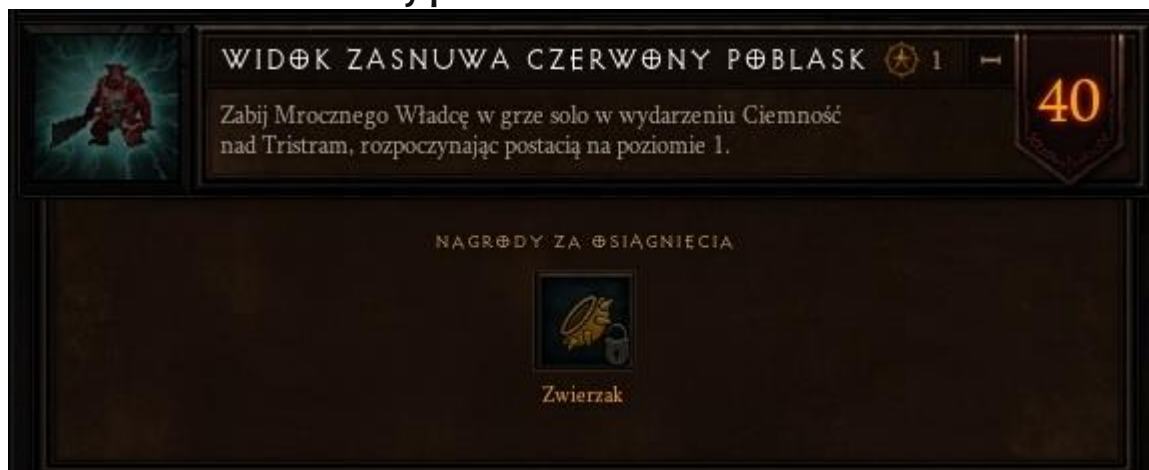 WIDOK ZASNUWA CZERWONY POBLASK 1
40
Zabij Mrocznego Władcę w grze solo w wydarzeniu Ciemność
nad Tristram, rozpoczynając postacią na poziomie 1.
NAGRODY ZA OSIĄGNIĘCIA
Zwierzak